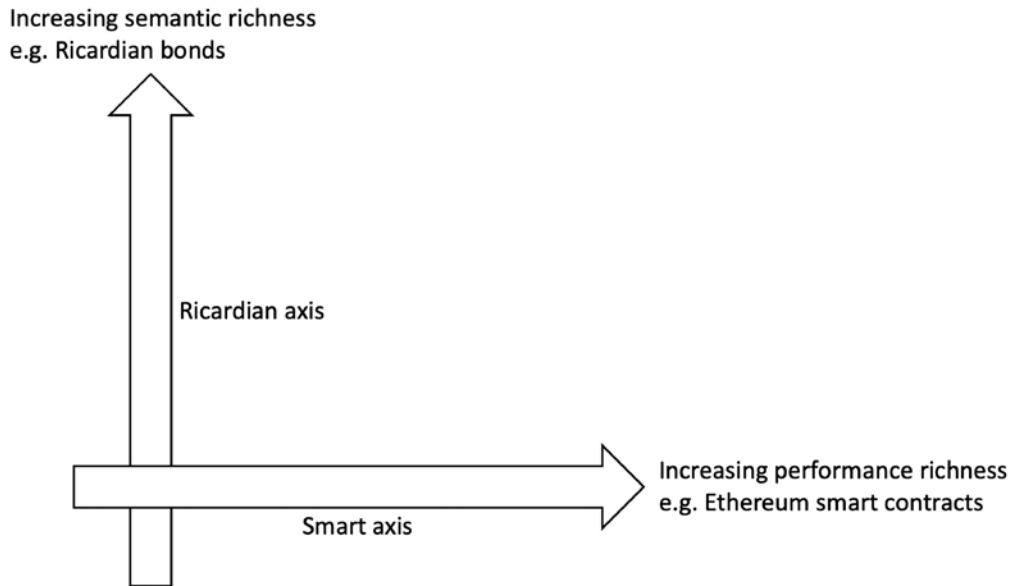 Increasing semantic richness
e.g. Ricardian bonds
Ricardian axis
Increasing performance richness
e.g. Ethereum smart contracts
Smart axis